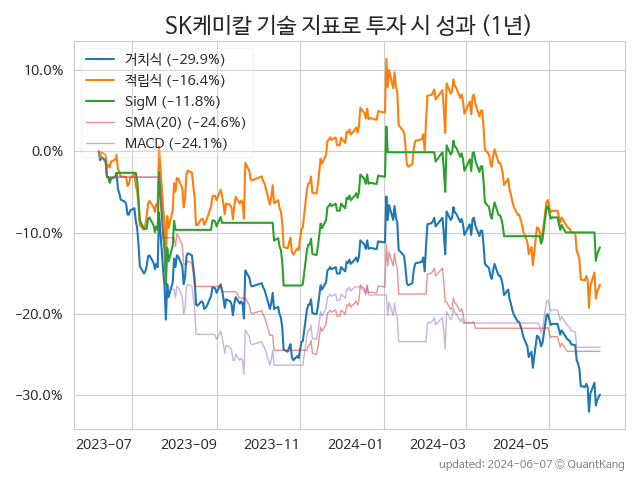 SK케미칼 기술 지표로 투자 시 성과 (1년)
거치식 (−29.9%)
적립식 (−16.4%)
SigM (−11.8%)
SMA(20) (−24.6%)
MACD (−24.1%)
10.0%
0.0%
−10.0%
−20.0%
−30.0%
2023−07
2023−09
2023−11
2024−01
2024−03
2024−05
updated: 2024−06−07 ⓒ QuantKang